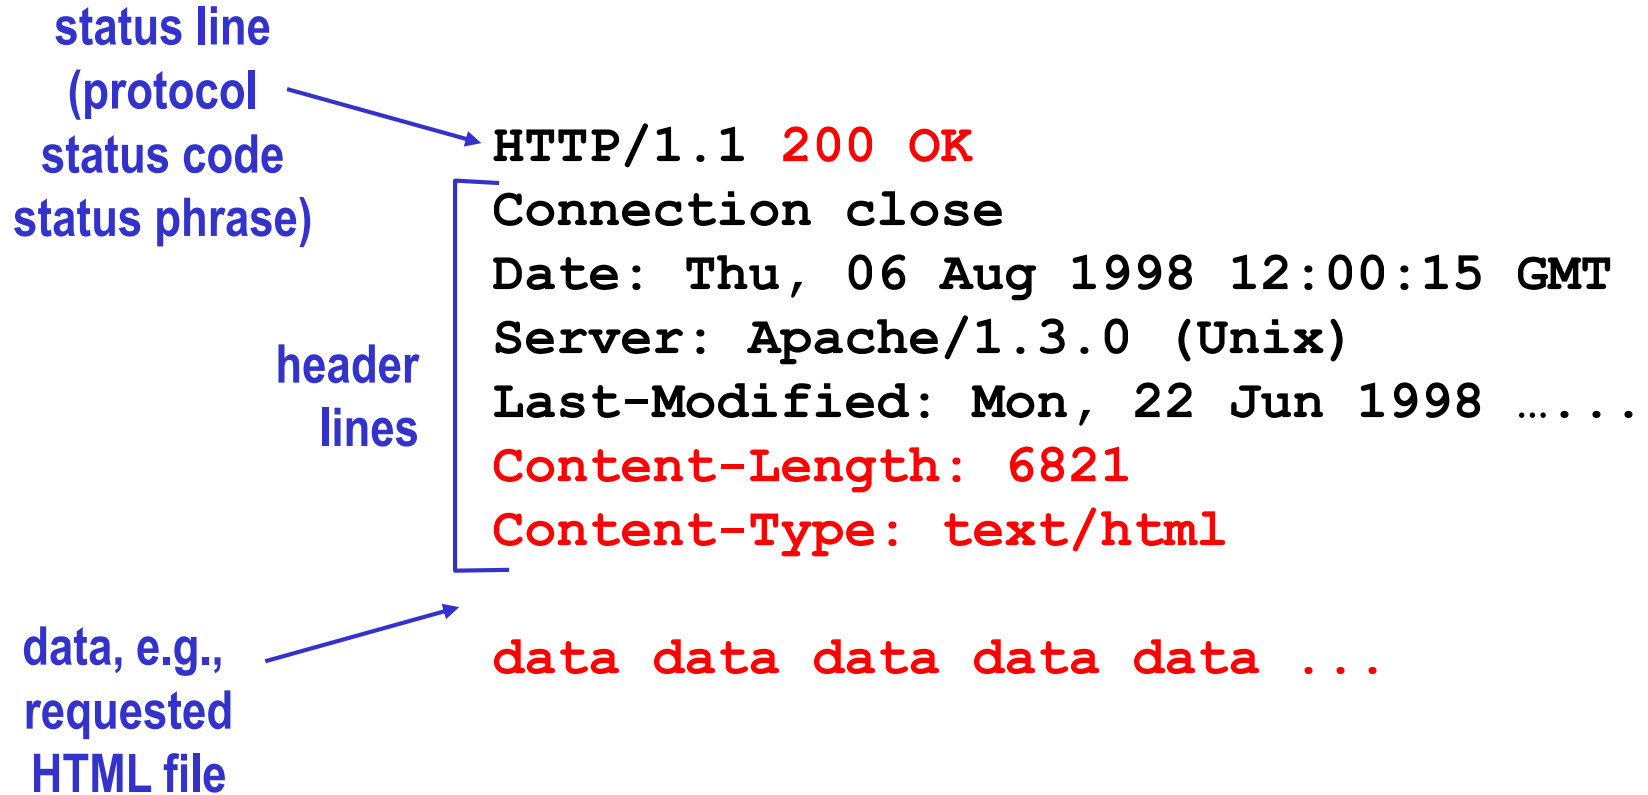 status line
(protocol
status code
status phrase)
HTTP/1.1 200 OK
Connection close
Date: Thu, 06 Aug 1998 12:00:15 GMT
Server: Apache/1.3.0 (Unix)
Last-Modified: Mon, 22 Jun 1998 …...
Content-Length: 6821
Content-Type: text/html
header
lines
data data data data data ...
data, e.g.,
requested
HTML file